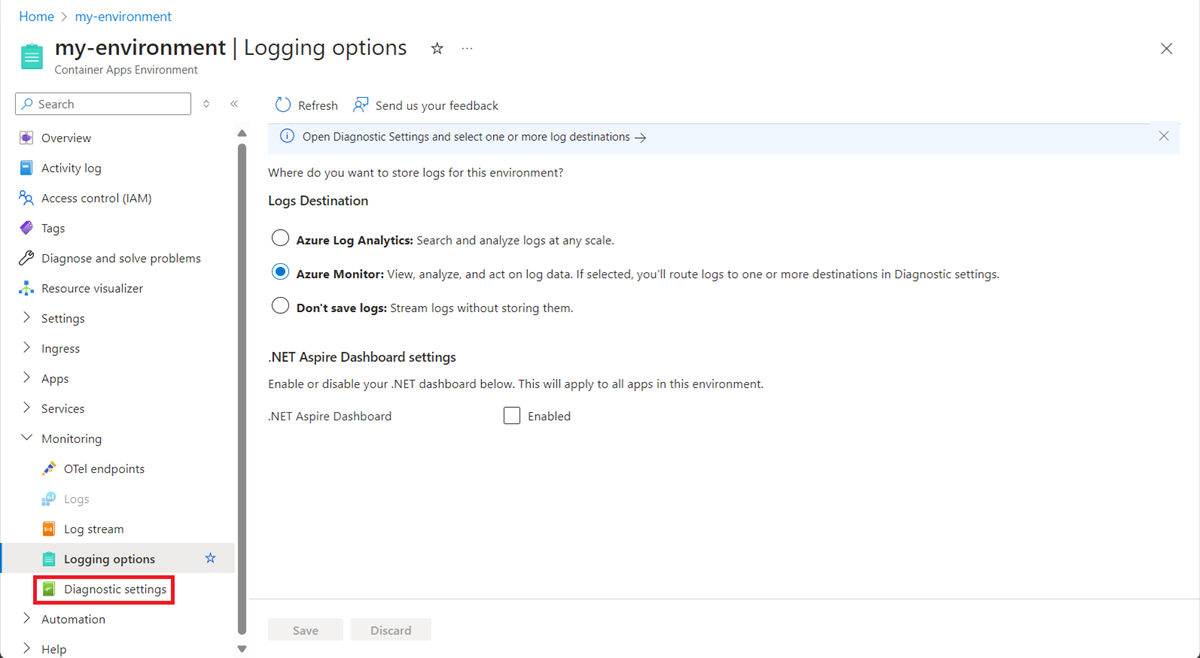 Home > my-environment
my-environment | Logging options
Container Apps Environment
Search
Overview
Activity log
Access control (IAM)
Tags
Diagnose and solve problems
Resource visualizer
Settings
Ingress
Apps
Services
Monitoring
OTel endpoints
Logs
Log stream
Logging options
Diagnostic settings
Automation
Help
Refresh Send us your feedback
Open Diagnostic Settings and select one or more log destinations →
Where do you want to store logs for this environment?
Logs Destination
Azure Log Analytics: Search and analyze logs at any scale.
Azure Monitor: View, analyze, and act on log data. If selected, you'll route logs to one or more destinations in Diagnostic settings.
Don't save logs: Stream logs without storing them.
.NET Aspire Dashboard settings
Enable or disable your .NET dashboard below. This will apply to all apps in this environment.
.NET Aspire Dashboard Enabled
Save Discard